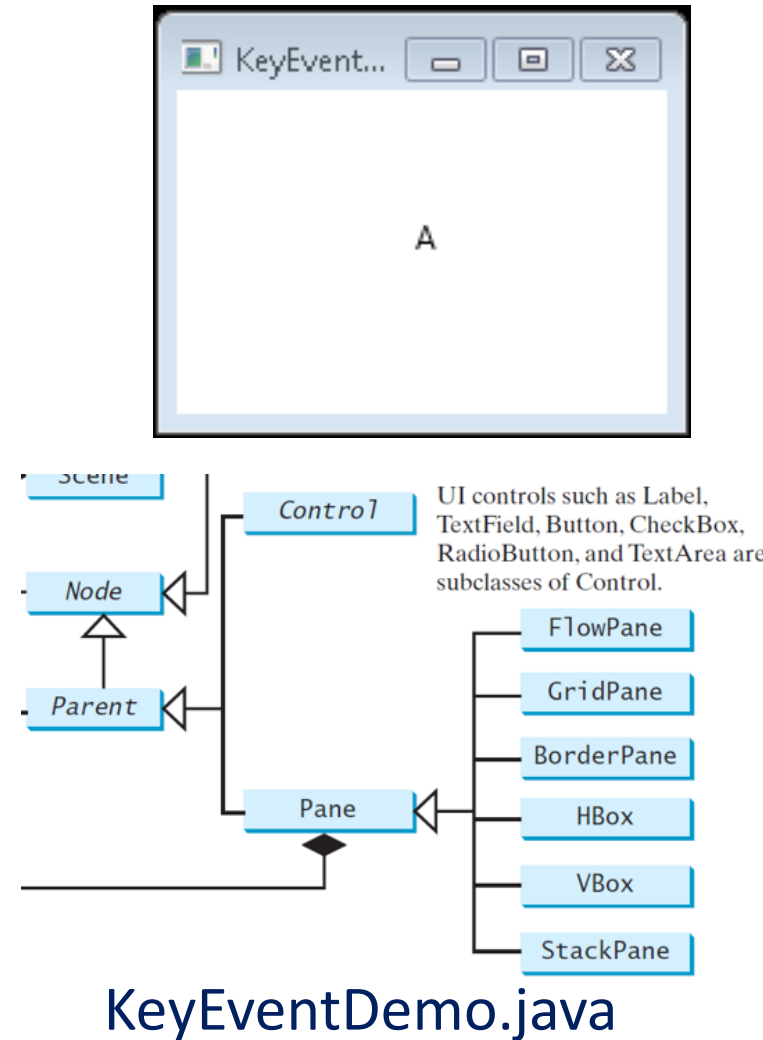 KeyEvent...
A
Scene
Control
UI controls such as Label,
TextField, Button, CheckBox,
RadioButton, and TextArea are
subclasses of Control.
Node
FlowPane
GridPane
Parent
BorderPane
Pane
HBox
VBox
StackPane
KeyEventDemo.java